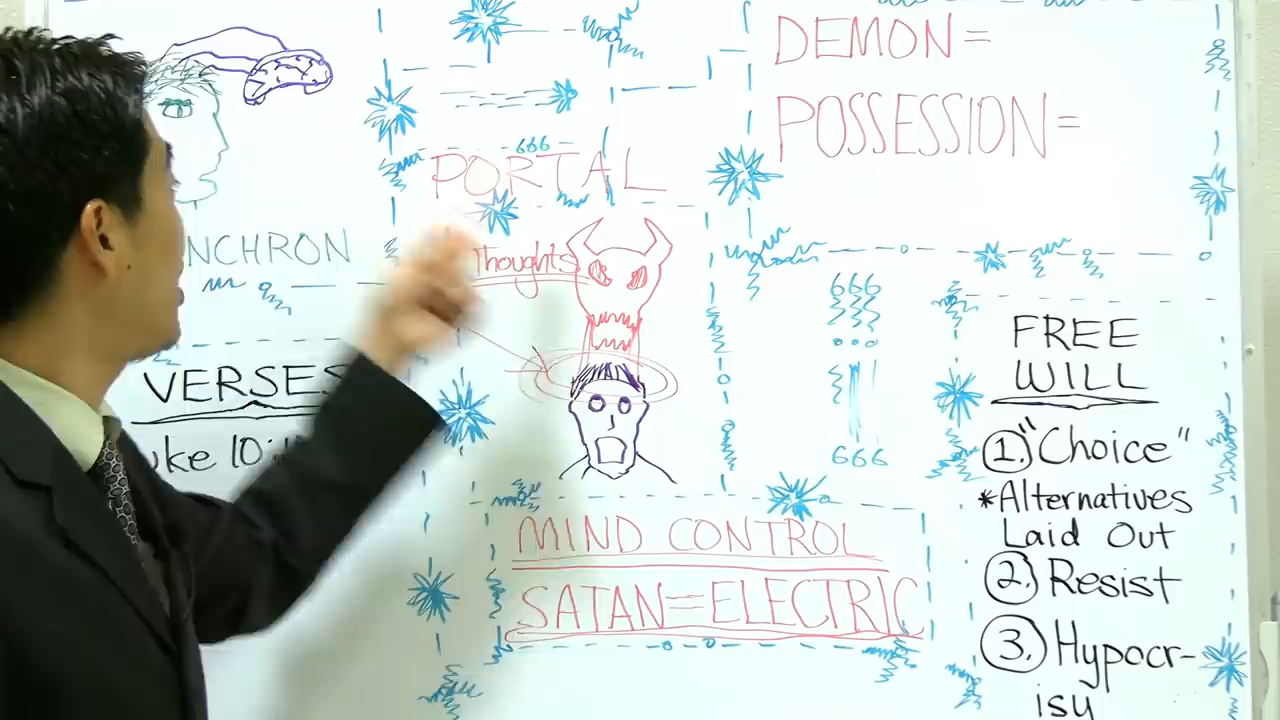 DEMON=
POSSESSION=
666
PORTAL
NCHRON
Thoughts
666
FREE
WILL
VERSES
uke 10:1
666
1. "Choice"
*Alternatives
Laid Out
2. Resist
3. Hypocr-
isy
MIND CONTROL
SATAN=ELECTRIC